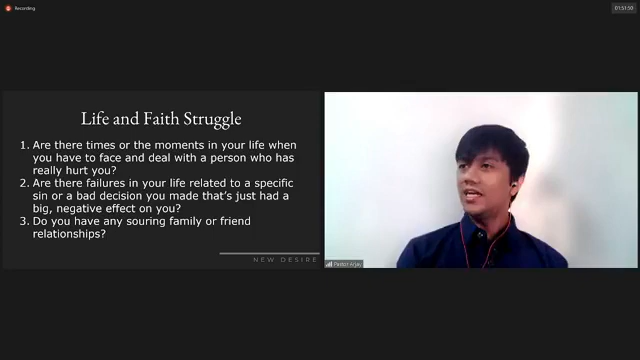 Recording
01:51:50
Life and Faith Struggle
1. Are there times or the moments in your life when
you have to face and deal with a person who has
really hurt you?
2. Are there failures in your life related to a specific
sin or a bad decision you made that's just had a
big, negative effect on you?
3. Do you have any souring family or friend
relationships?
NEW DESIRE
Pastor Arjay